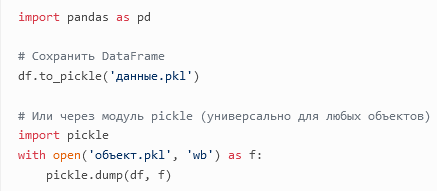 import pandas as pd
# Сохранить DataFrame
df.to_pickle('данные.pkl')
# Или через модуль pickle (универсально для любых объектов)
import pickle
with open('объект.pkl', 'wb') as f:
    pickle.dump(df, f)